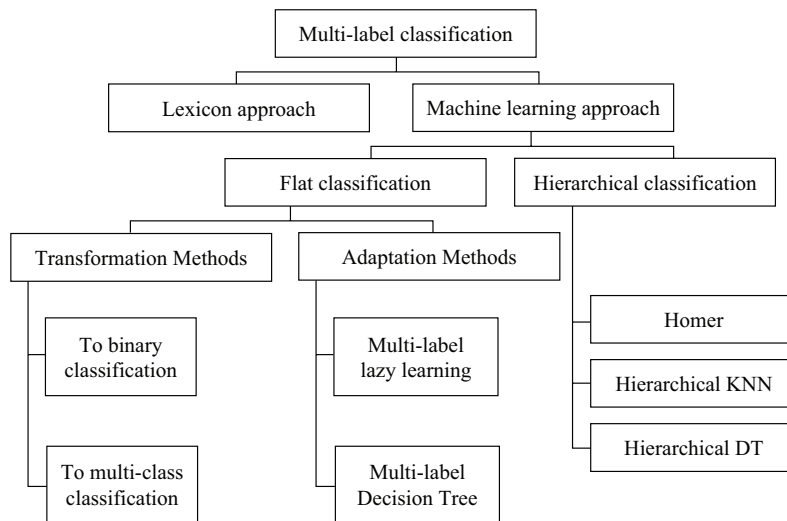 Multi-label classification
Lexicon approach
Machine learning approach
Flat classification
Hierarchical classification
Transformation Methods
Adaptation Methods
Homer
To binary
classification
Multi-label
lazy learning
Hierarchical KNN
Hierarchical DT
To multi-class
classification
Multi-label
Decision Tree